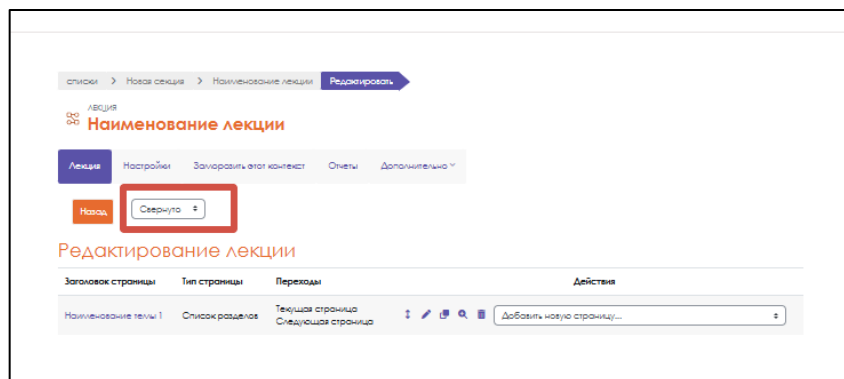 списки > Новая секция > Наименование лекции Редактировать
ЛЕКЦИЯ
Наименование лекции
Лекция Настройки Заморозить этот контекст Отчеты Дополнительно
Назад Свернуто
Редактирование лекции
Заголовок страницы Тип страницы Переходы Действия
Наименование темы 1 Список разделов Текущая страница Добавить новую страницу...
Следующая страница